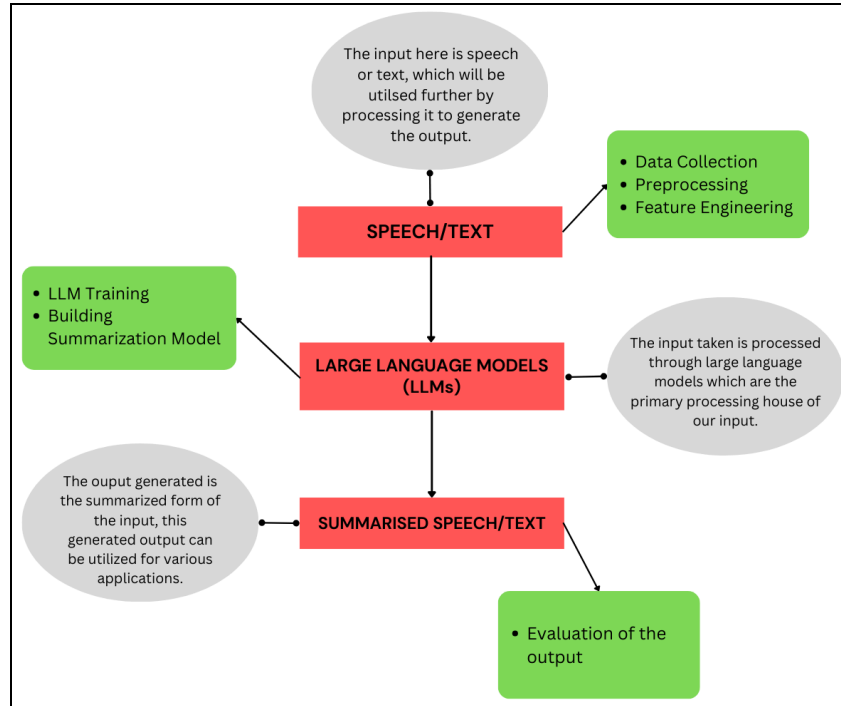 The input here is speech
or text, which will be
utilsed further by
processing it to generate
the output.
• Data Collection
• Preprocessing
• Feature Engineering
SPEECH/TEXT
• LLM Training
• Building
Summarization Model
LARGE LANGUAGE MODELS
(LLMs)
The input taken is processed
through large language
models which are the
primary processing house of
our input.
The ouput generated is
the summarized form of
the input, this
generated output can
be utilized for various
applications.
SUMMARISED SPEECH/TEXT
• Evaluation of the
output